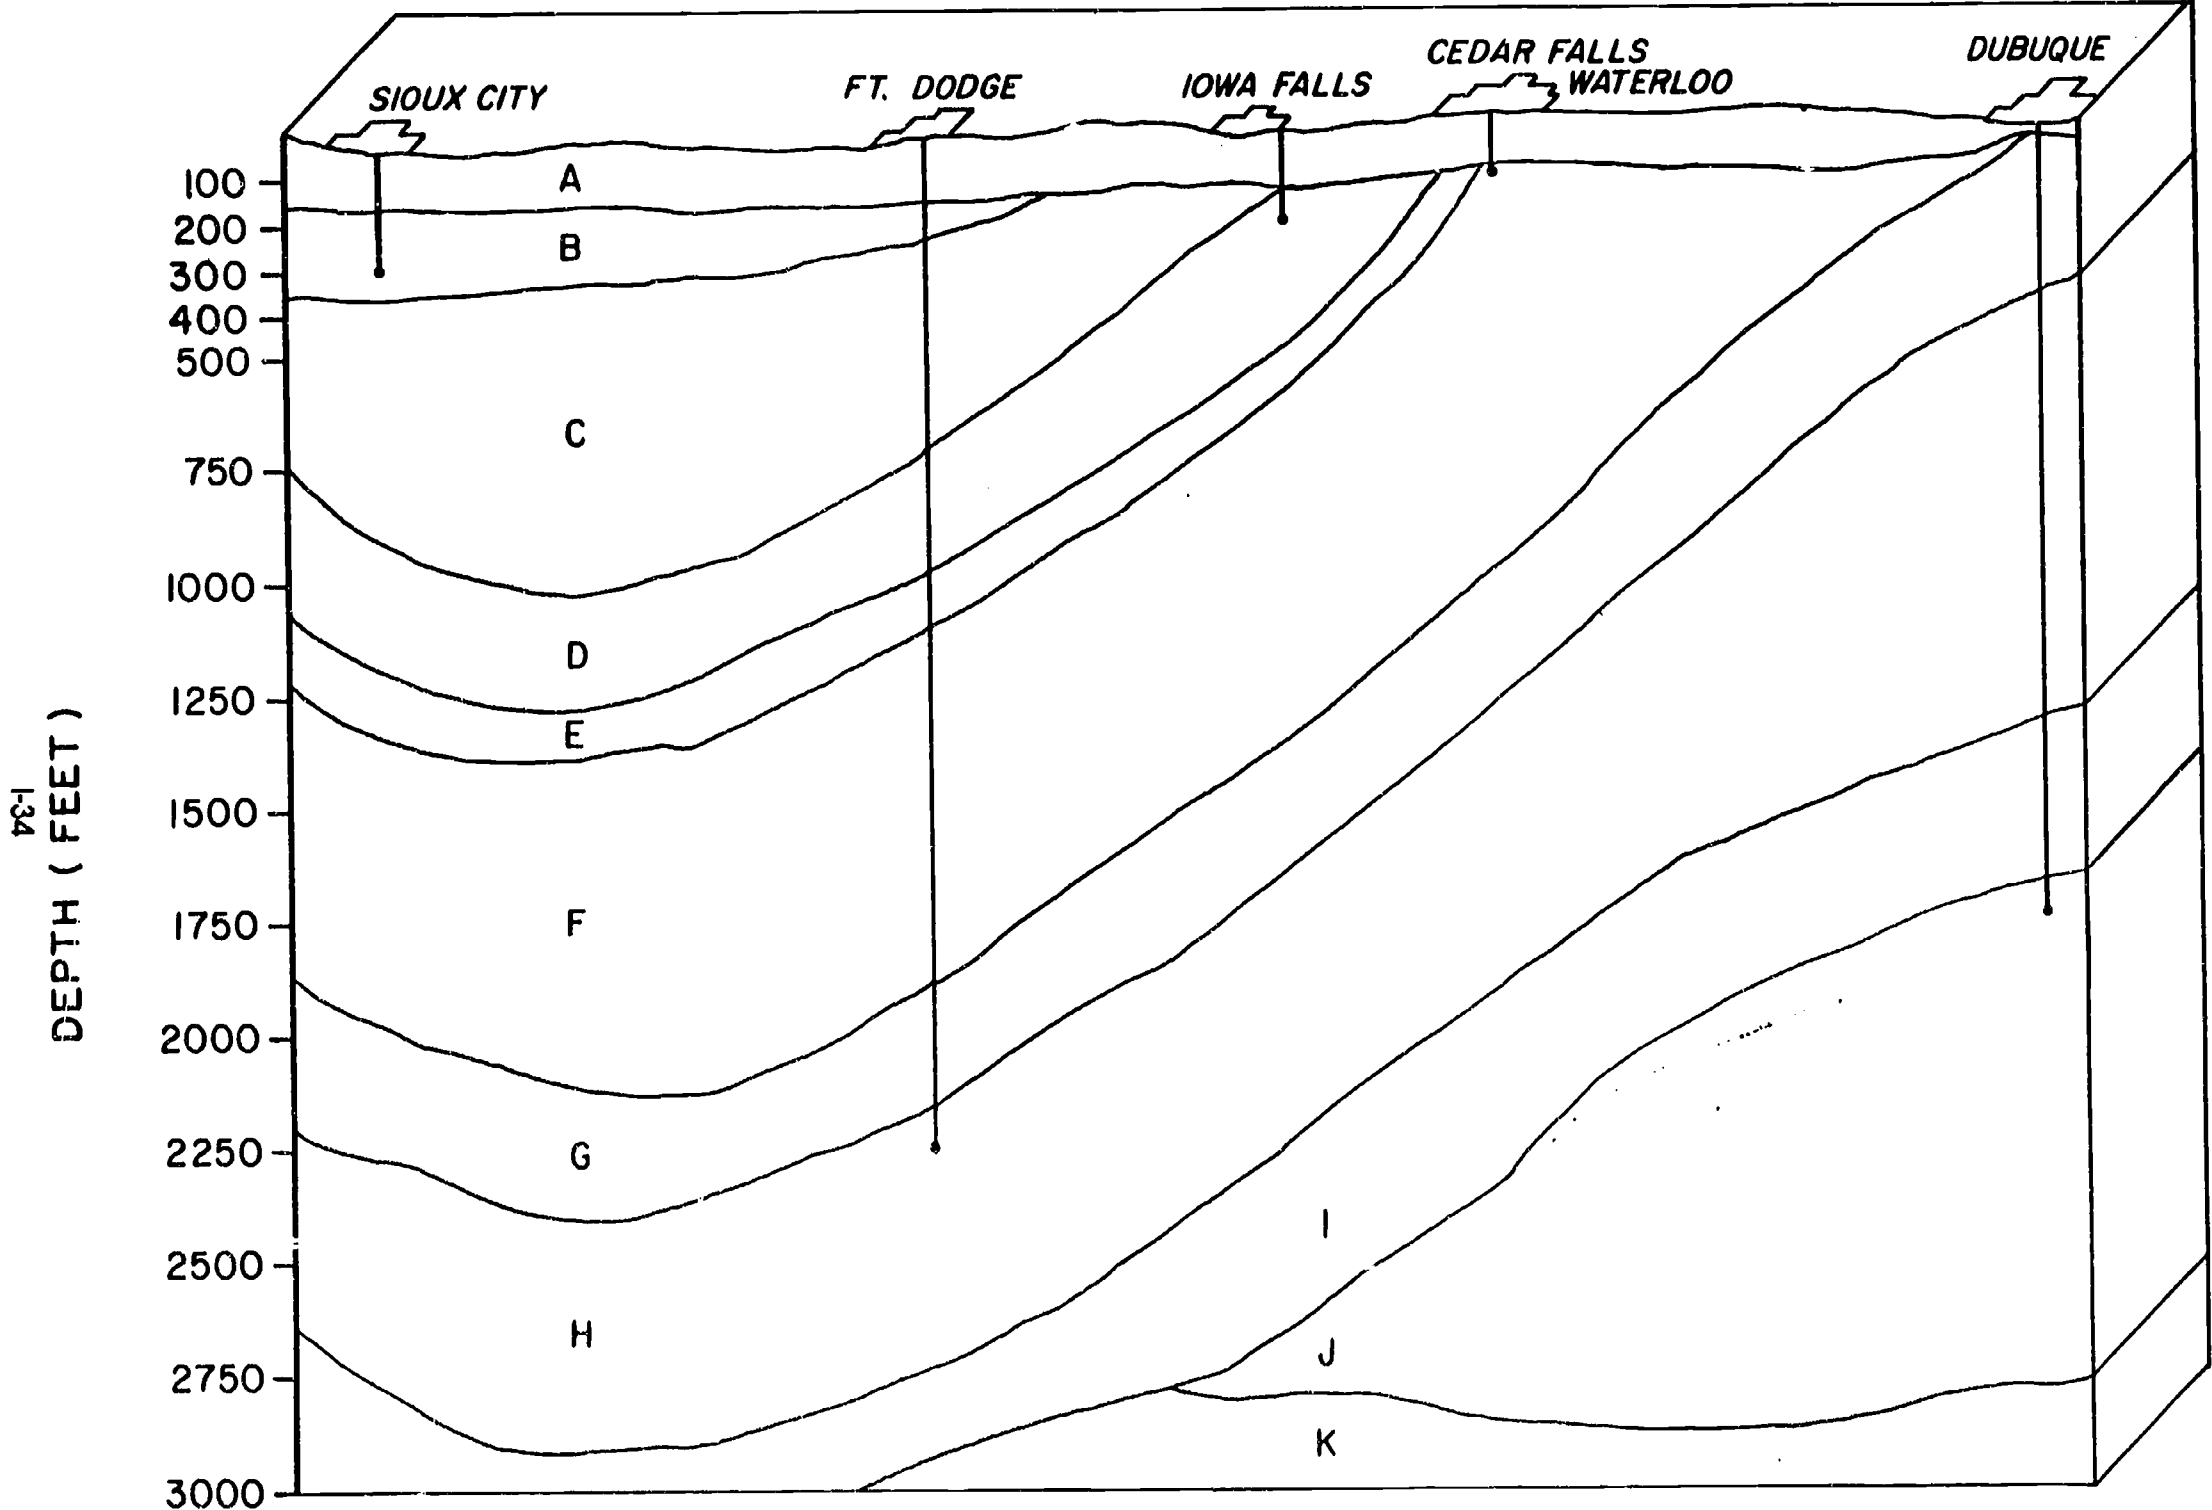 CEDAR FALLS
DUBUQUE
WATERLOO
IOWA FALLS
FT. DODGE
SIOUX CITY
100
200
300
400
500
750
1000
1250
1500
1750
2000
2250
2500
2750
3000
DEPTH (FEET)
I-34
A
B
C
D
E
F
G
H
I
J
K